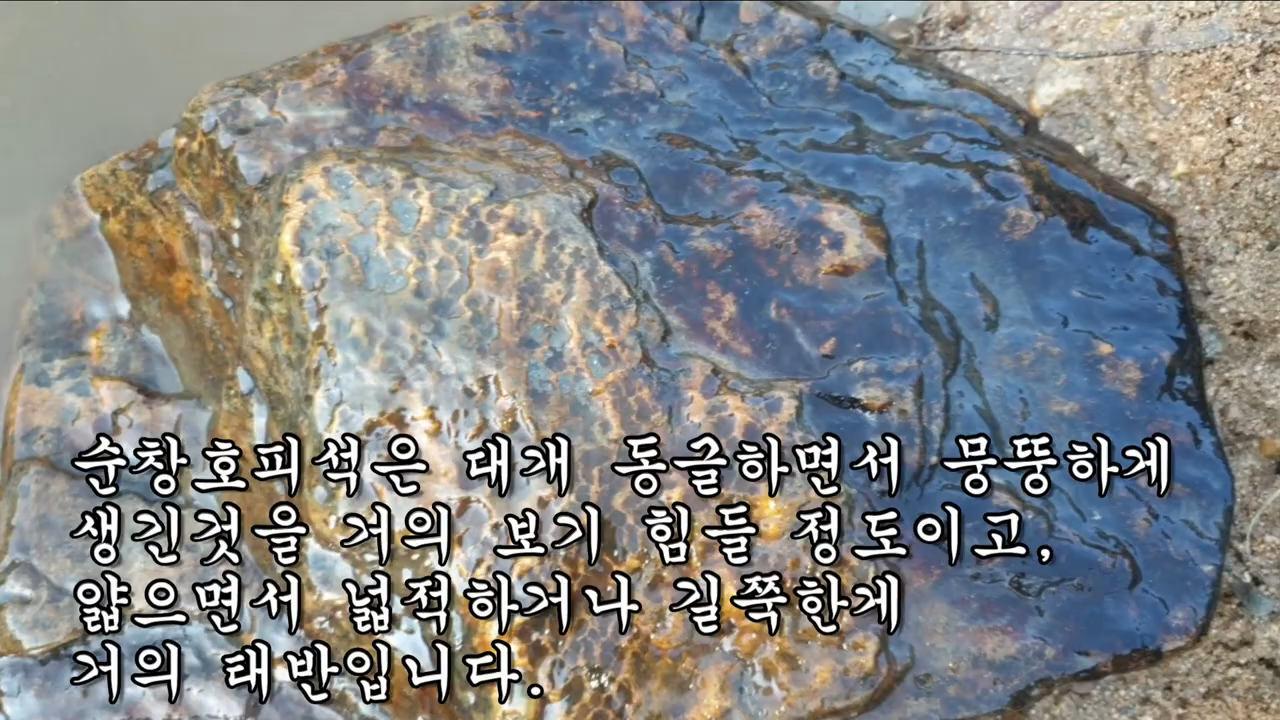 순창호피석은 대개 동글하면서 뭉뚱하게
생긴것을 거의 보기 힘들 정도이고,
얇으면서 넓적하거나 길쭉한게
거의 태반입니다.